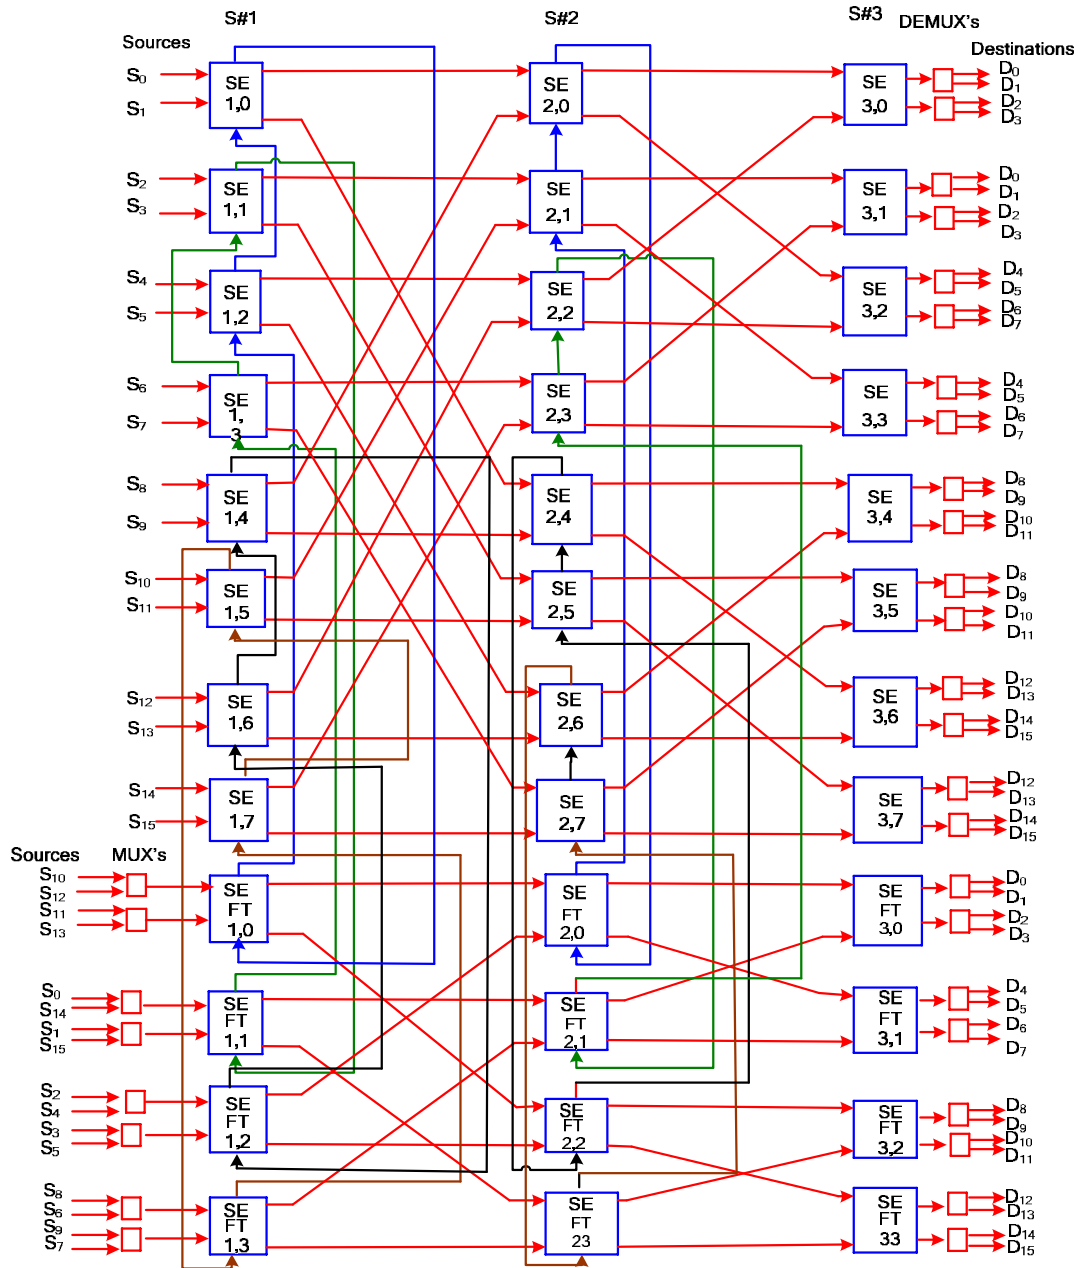 S#1
S#2
S#3
DEMUX's
Sources
Destinations
S0
S1
SE
1,0
SE
2,0
SE
3,0
D0
D1
D2
D3
S2
S3
SE
1,1
SE
2,1
SE
3,1
D0
D1
D2
D3
S4
S5
SE
1,2
SE
2,2
SE
3,2
D4
D5
D6
D7
S6
S7
SE
1,
3
SE
2,3
SE
3,3
D4
D5
D6
D7
S8
S9
SE
1,4
SE
2,4
SE
3,4
D8
D9
D10
D11
S10
S11
SE
1,5
SE
2,5
SE
3,5
D8
D9
D10
D11
S12
S13
SE
1,6
SE
2,6
SE
3,6
D12
D13
D14
D15
S14
S15
SE
1,7
SE
2,7
SE
3,7
D12
D13
D14
D15
Sources
MUX's
S10
S12
S11
S13
SE
FT
1,0
SE
FT
2,0
SE
FT
3,0
D0
D1
D2
D3
S0
S14
S1
S15
SE
FT
1,1
SE
FT
2,1
SE
FT
3,1
D4
D5
D6
D7
S2
S4
S3
S5
SE
FT
1,2
SE
FT
2,2
SE
FT
3,2
D8
D9
D10
D11
S8
S6
S9
S7
SE
FT
1,3
SE
FT
23
SE
FT
33
D12
D13
D14
D15